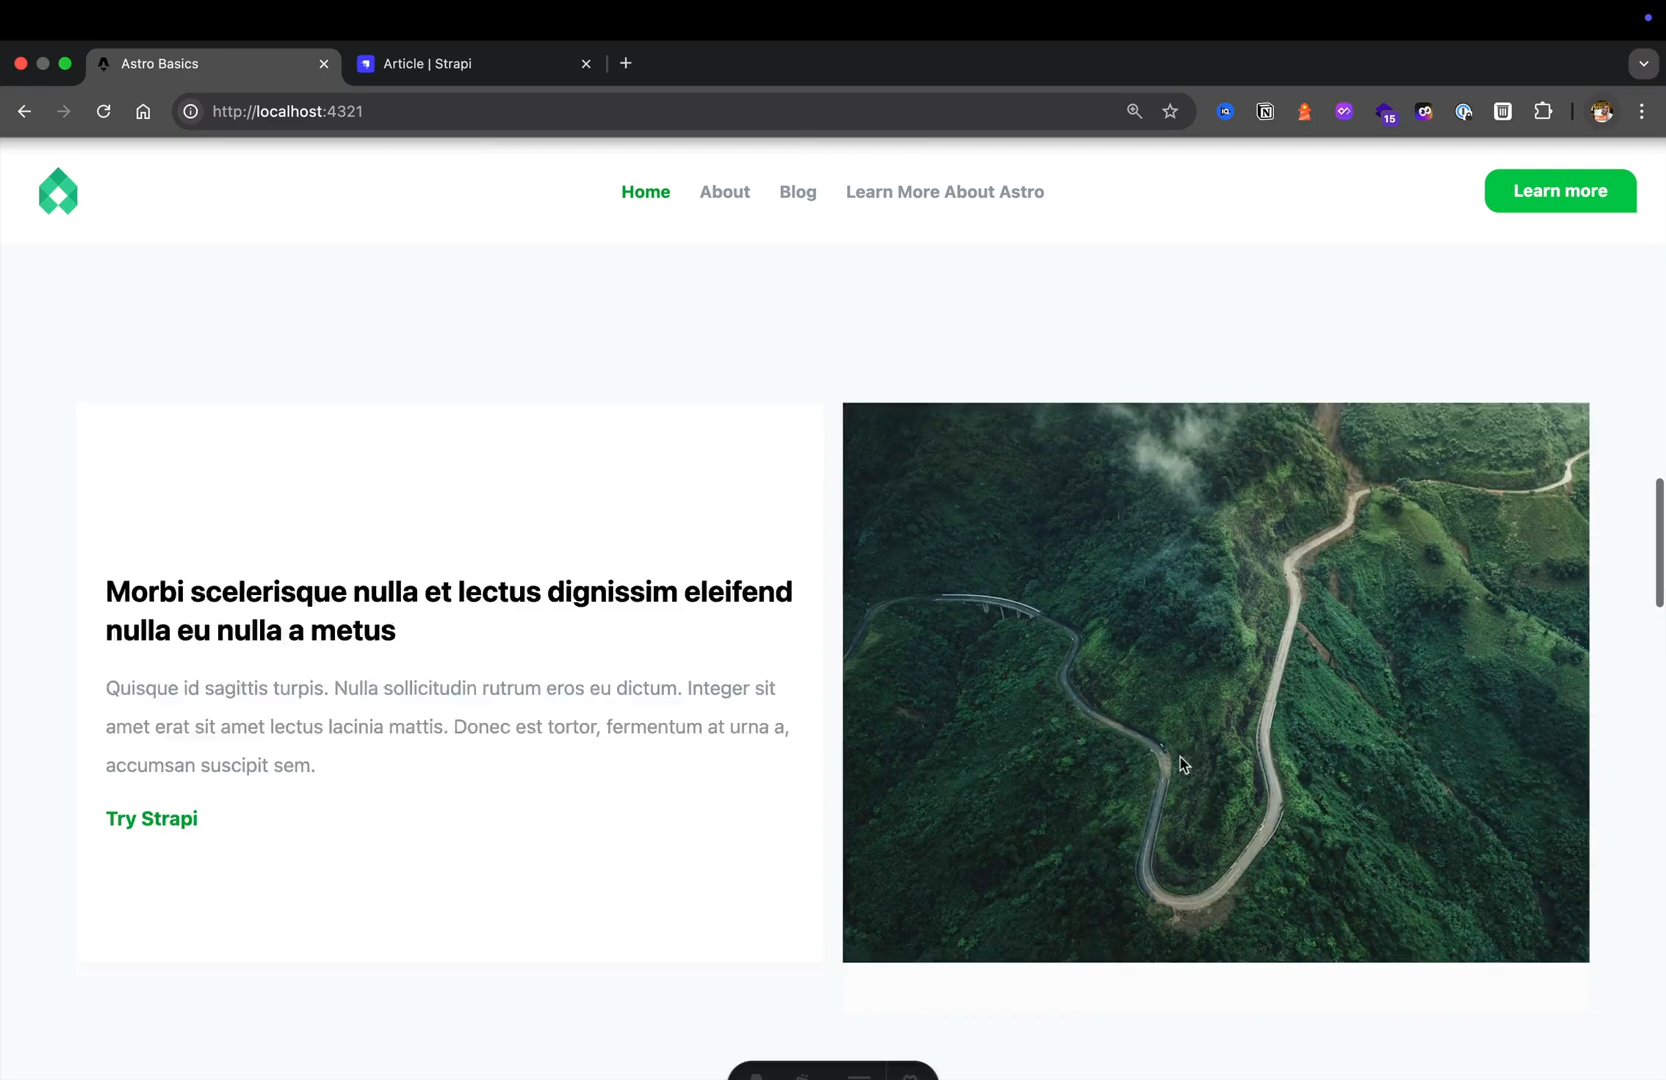 Astro Basics
Article | Strapi
http://localhost:4321
15
Home
About
Blog
Learn More About Astro
Learn more
Morbi scelerisque nulla et lectus dignissim eleifend
nulla eu nulla a metus
Quisque id sagittis turpis. Nulla sollicitudin rutrum eros eu dictum. Integer sit
amet erat sit amet lectus lacinia mattis. Donec est tortor, fermentum at urna a,
accumsan suscipit sem.
Try Strapi